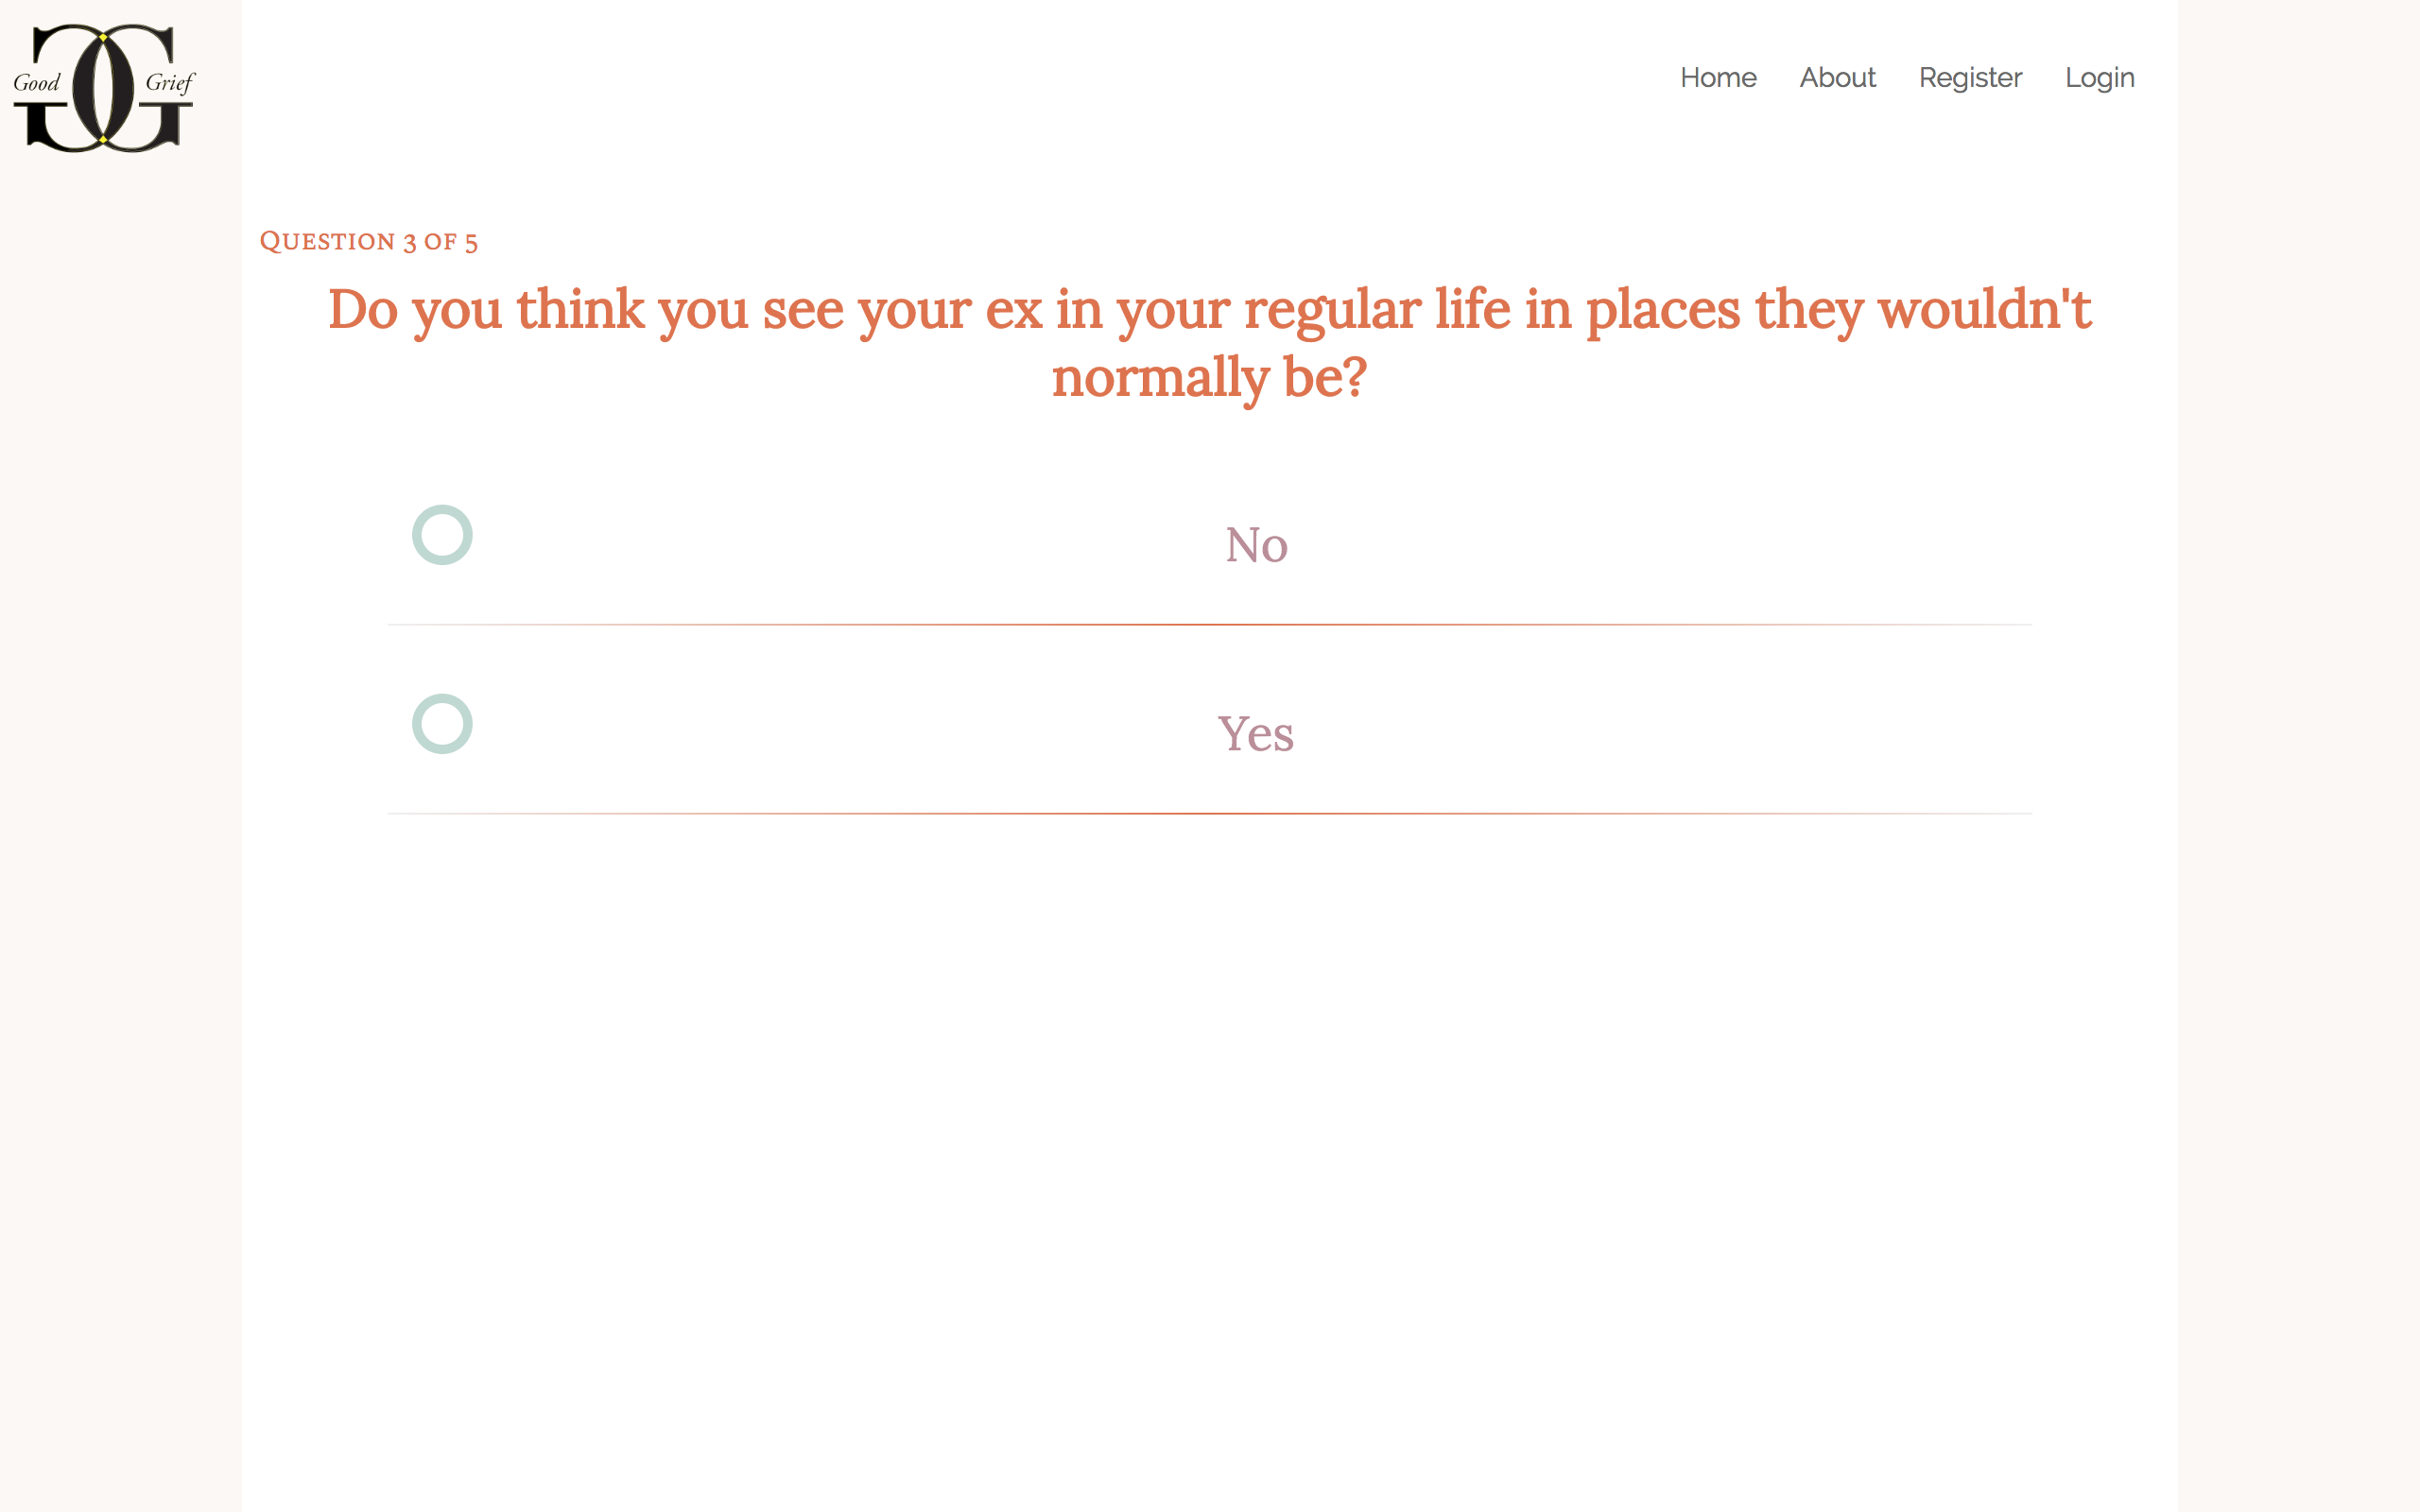 Good Grief
Home About Register Login
Question 3 of 5
Do you think you see your ex in your regular life in places they wouldn't
normally be?
No
Yes